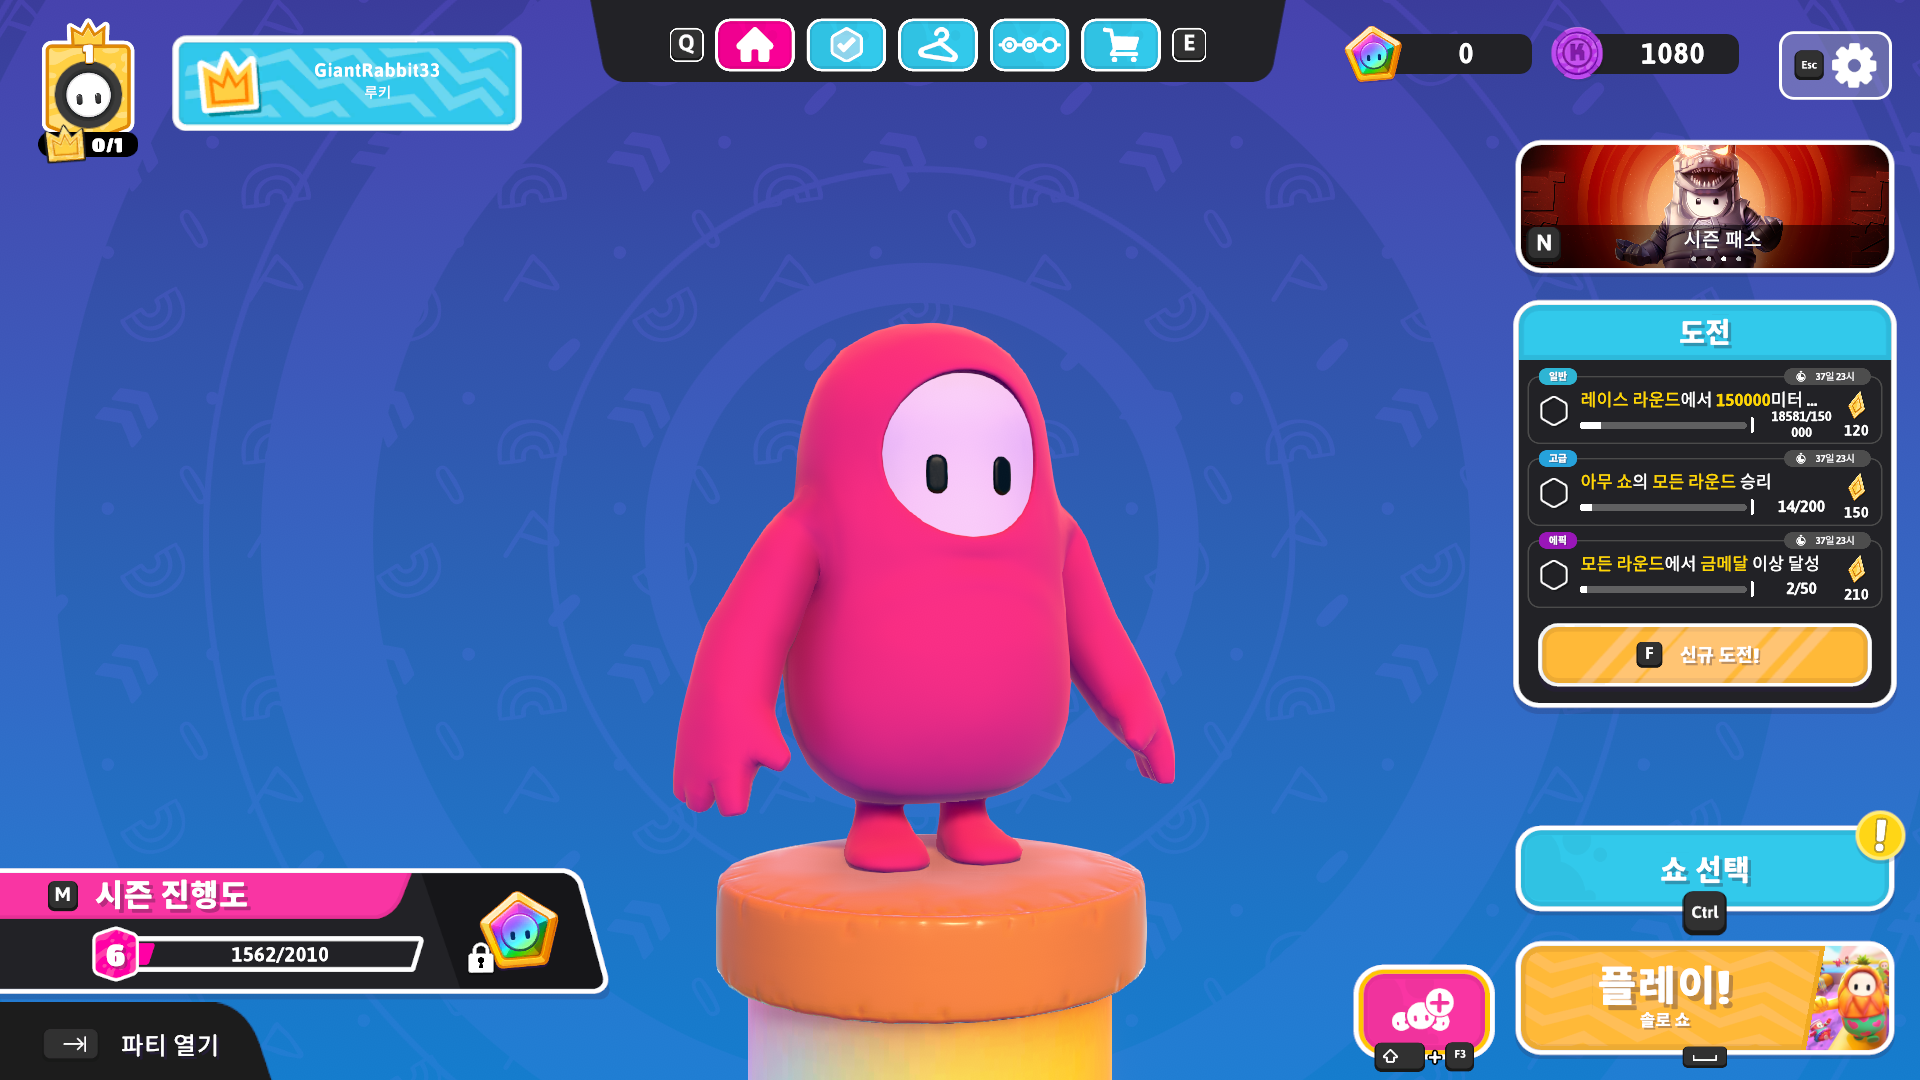 1
0/1
GiantRabbit33
루키
Q
E
0
K
1080
Esc
N
시즌 패스
도전
일반
37일 23시
레이스 라운드에서 150000미터 ...
18581/150
000
120
고급
37일 23시
아무 쇼의 모든 라운드 승리
14/200
150
에픽
37일 23시
모든 라운드에서 금메달 이상 달성
2/50
210
F
신규 도전!
M
시즌 진행도
6
1562/2010
파티 열기
!
쇼 선택
Ctrl
플레이!
솔로 쇼
+
F3